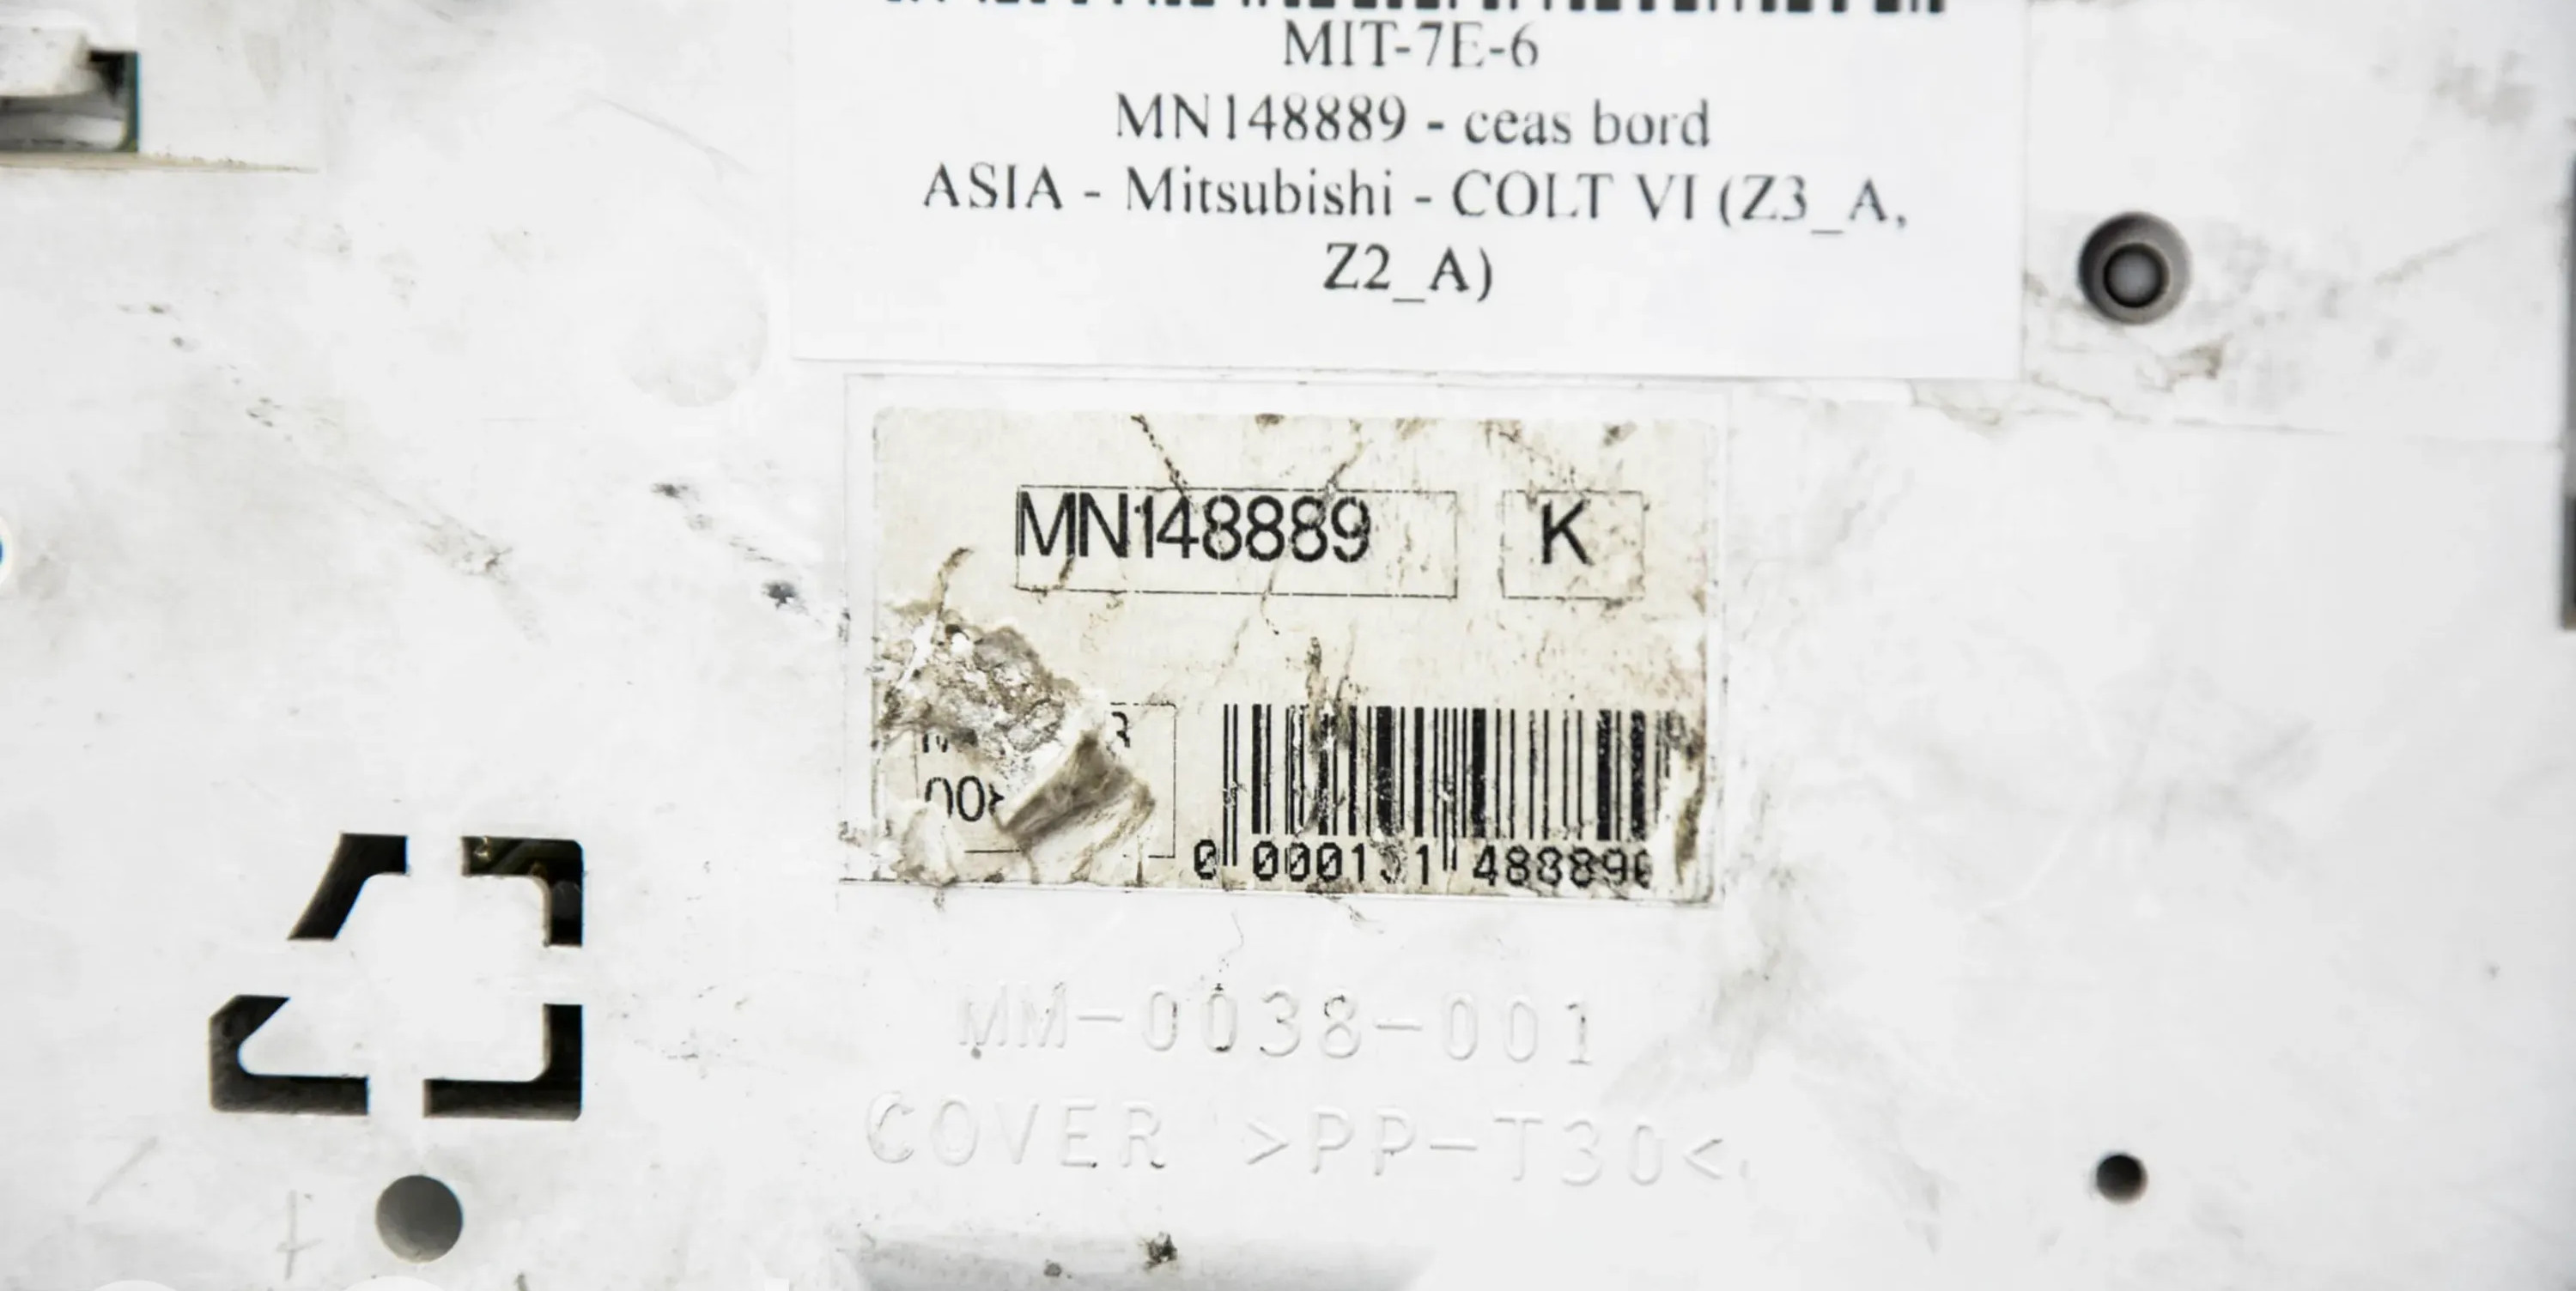 MIT-7E-6
MN148889 - ceas bord
ASIA - Mitsubishi - COLT VI (Z3_A,
Z2_A)
MN148889 K
MM-0038-001
COVER >PP-T30<